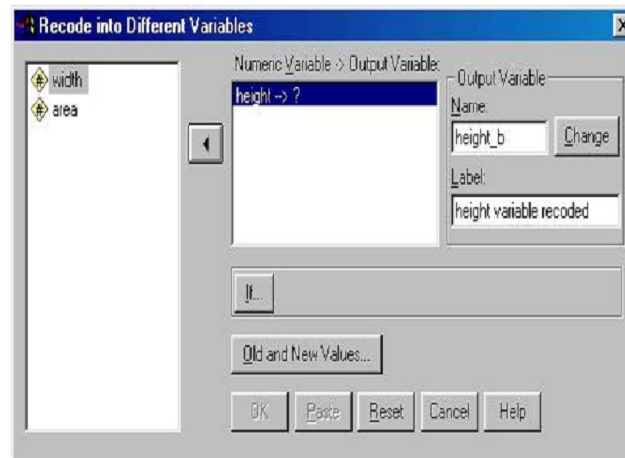 Recode into Different Variables
width
area
Numeric Variable -> Output Variable:
height --> ?
Output Variable
Name:
height_b
Change
Label:
height variable recoded
If...
Old and New Values...
OK
Paste
Reset
Cancel
Help